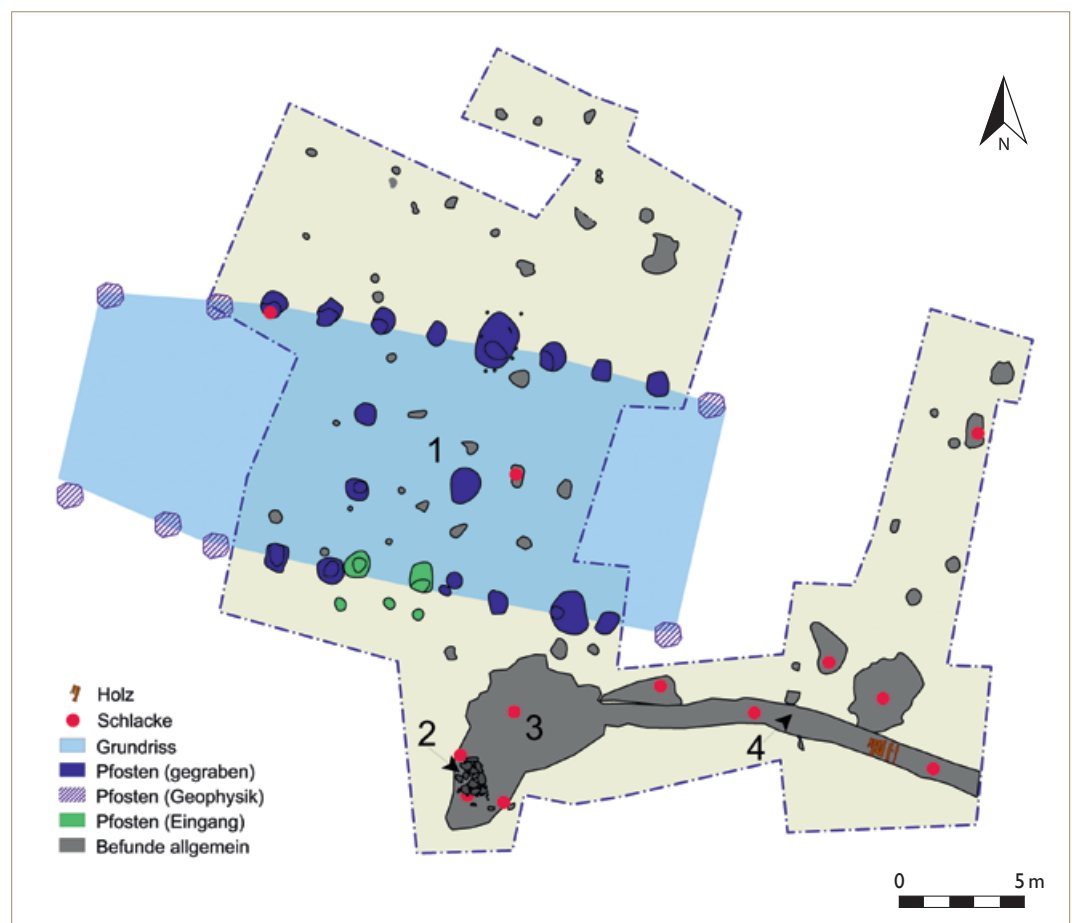 N
1
2
3
4
Holz
Schlacke
Grundriss
Pfosten (gegraben)
Pfosten (Geophysik)
Pfosten (Eingang)
Befunde allgemein
0 5 m